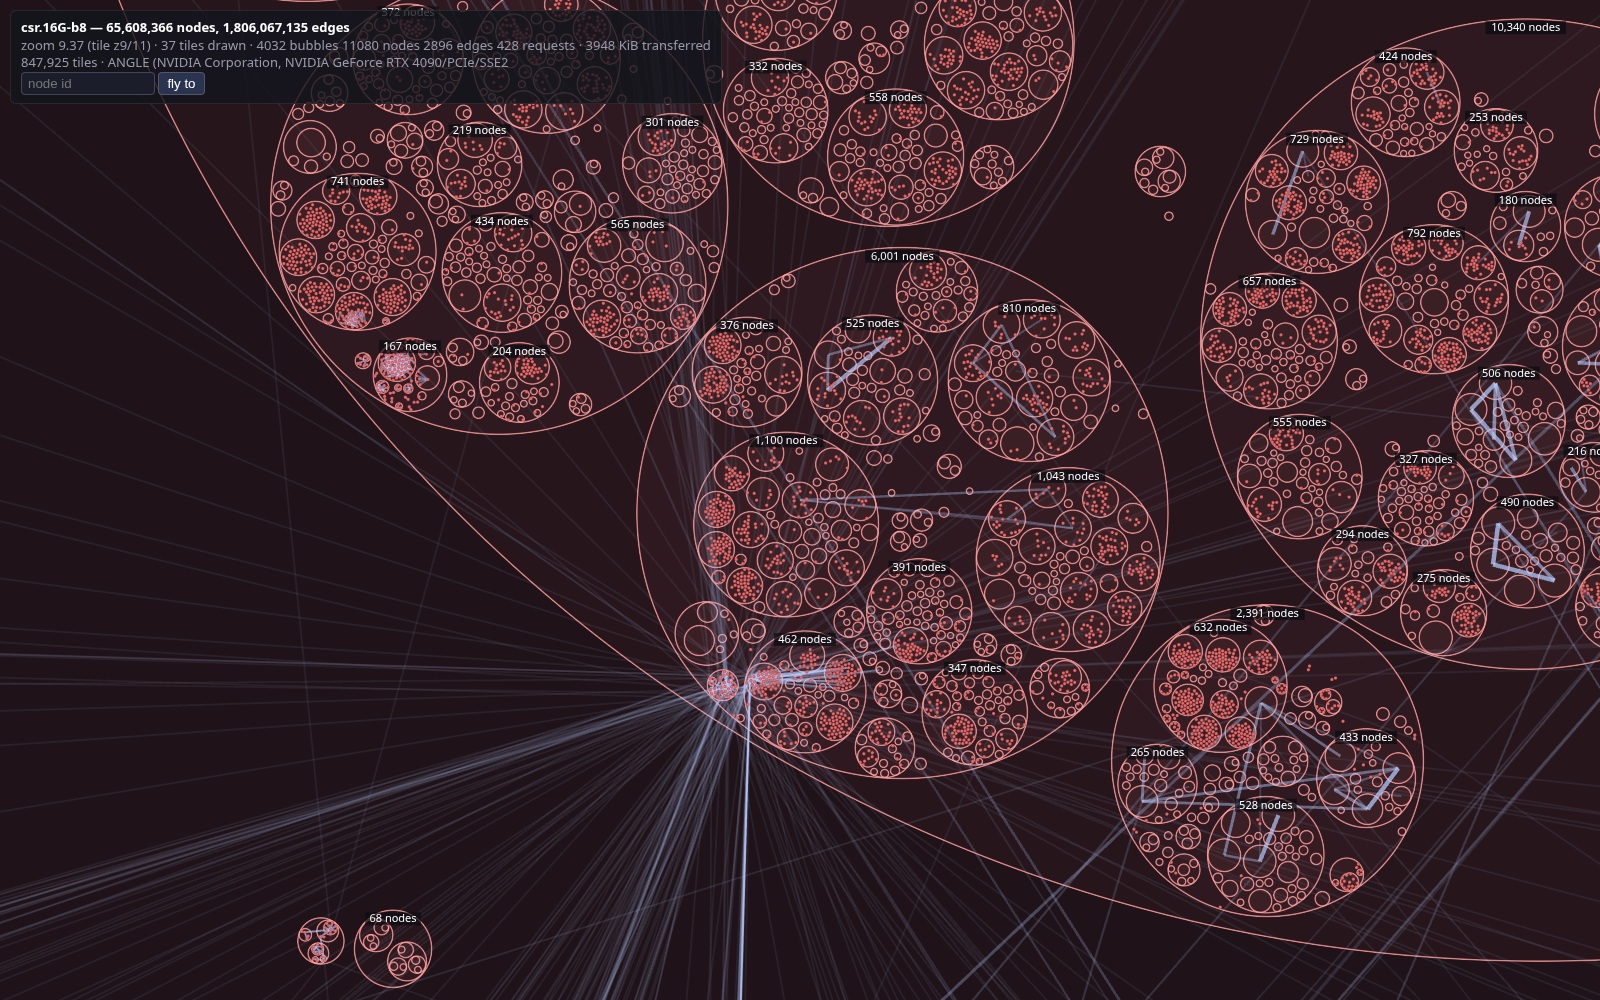 372 nodes
csr.16G-b8 — 65,608,366 nodes, 1,806,067,135 edges
zoom 9.37 (tile z9/11) · 37 tiles drawn · 4032 bubbles 11080 nodes 2896 edges 428 requests · 3948 KiB transferred
847,925 tiles · ANGLE (NVIDIA Corporation, NVIDIA GeForce RTX 4090/PCIe/SSE2
node id
fly to
10,340 nodes
424 nodes
332 nodes
558 nodes
301 nodes
219 nodes
253 nodes
729 nodes
741 nodes
180 nodes
434 nodes
565 nodes
792 nodes
6,001 nodes
657 nodes
810 nodes
376 nodes
525 nodes
167 nodes
204 nodes
506 nodes
555 nodes
1,100 nodes
327 nodes
216 no
1,043 nodes
490 nodes
294 nodes
391 nodes
275 nodes
2,391 nodes
632 nodes
462 nodes
347 nodes
433 nodes
265 nodes
528 nodes
68 nodes